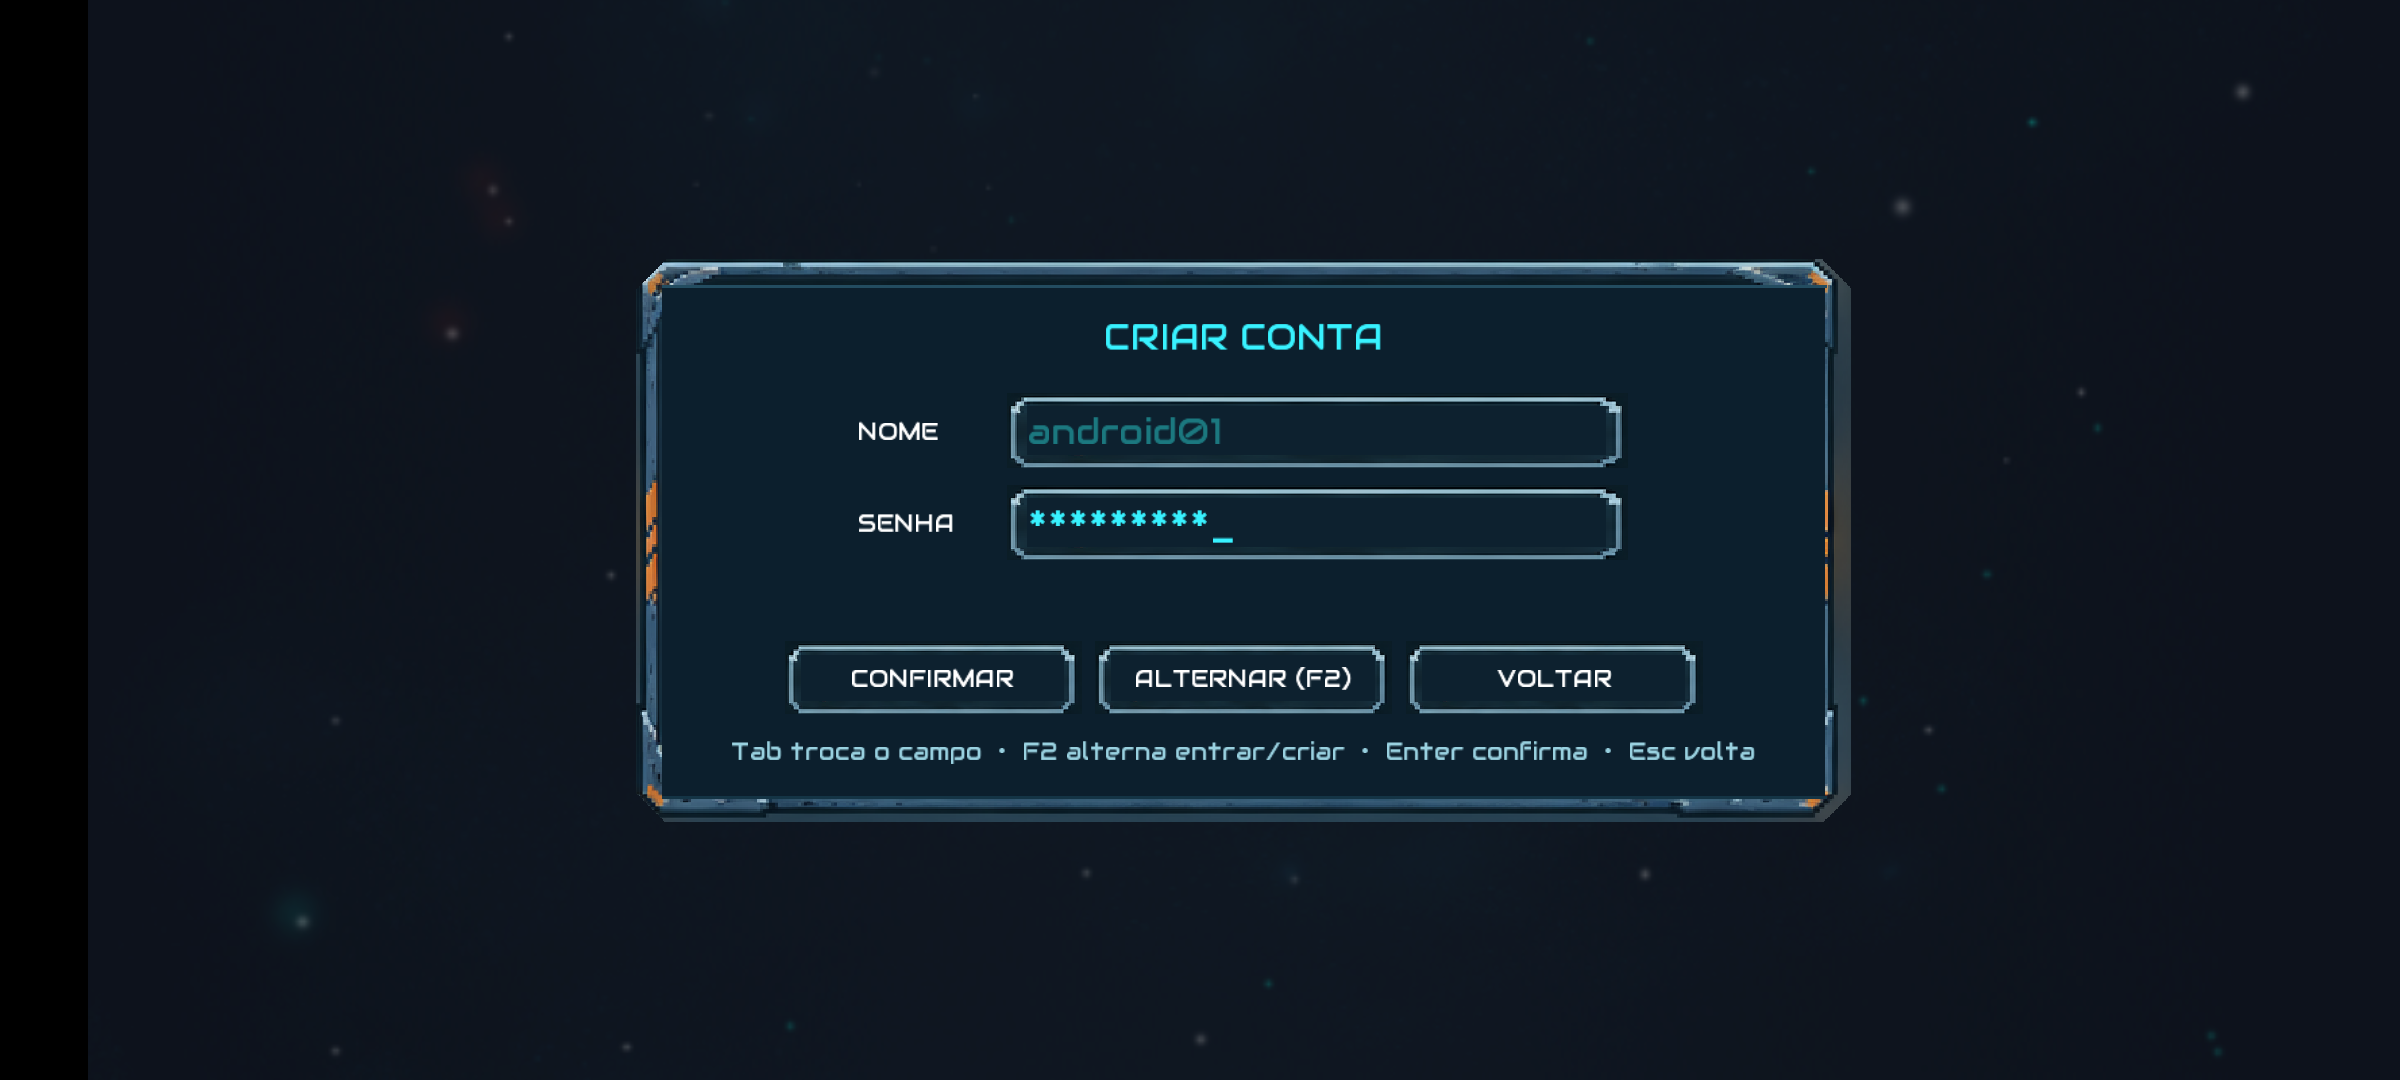 CRIAR CONTA
NOME android01
SENHA *********_
CONFIRMAR ALTERNAR (F2) VOLTAR
Tab troca o campo • F2 alterna entrar/criar • Enter confirma • Esc volta